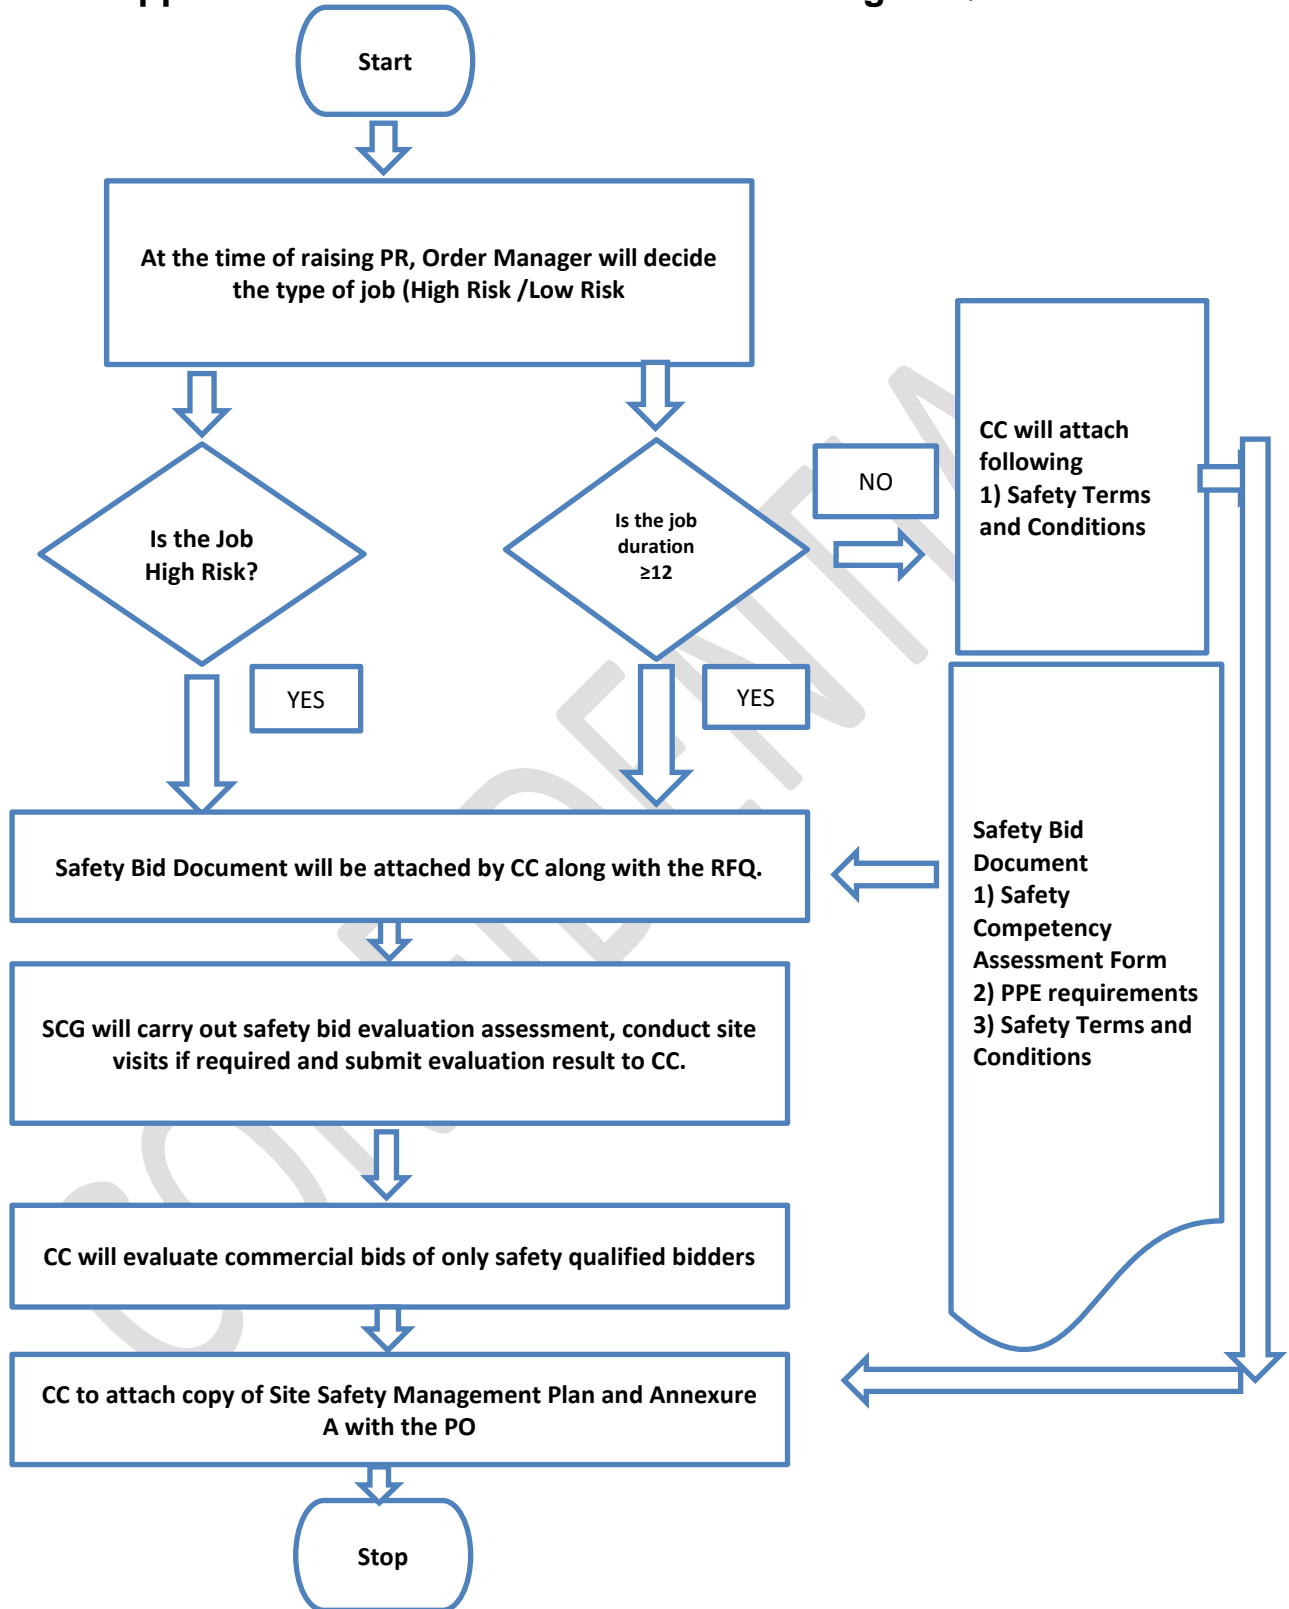 Start
At the time of raising PR, Order Manager will decide
the type of job (High Risk /Low Risk
Is the Job
High Risk?
Is the job
duration
≥12
NO
CC will attach
following
1) Safety Terms
and Conditions
YES
YES
Safety Bid Document will be attached by CC along with the RFQ.
Safety Bid
Document
1) Safety
Competency
Assessment Form
2) PPE requirements
3) Safety Terms and
Conditions
SCG will carry out safety bid evaluation assessment, conduct site
visits if required and submit evaluation result to CC.
CC will evaluate commercial bids of only safety qualified bidders
CC to attach copy of Site Safety Management Plan and Annexure
A with the PO
Stop